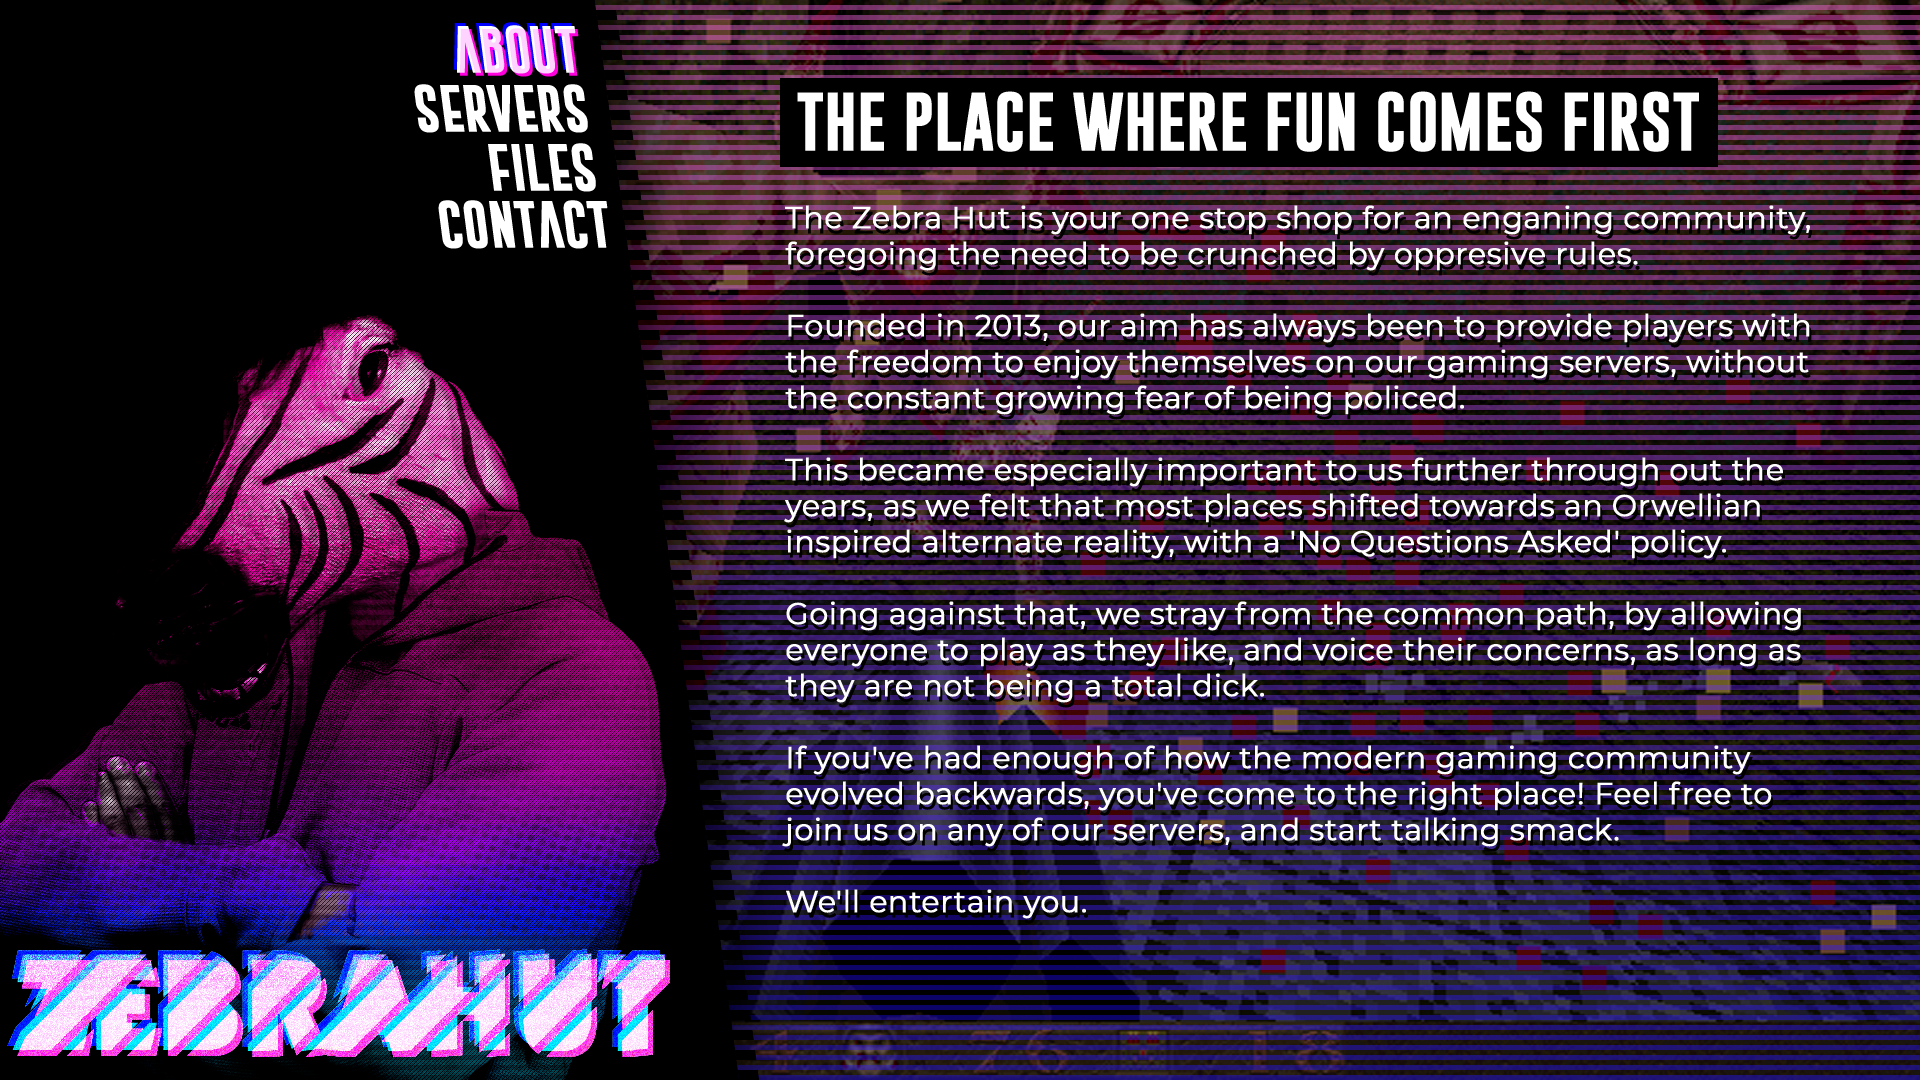 ABOUT
SERVERS
FILES
CONTACT
THE PLACE WHERE FUN COMES FIRST
The Zebra Hut is your one stop shop for an enganing community,
foregoing the need to be crunched by oppresive rules.
Founded in 2013, our aim has always been to provide players with
the freedom to enjoy themselves on our gaming servers, without
the constant growing fear of being policed.
This became especially important to us further through out the
years, as we felt that most places shifted towards an Orwellian
inspired alternate reality, with a 'No Questions Asked' policy.
Going against that, we stray from the common path, by allowing
everyone to play as they like, and voice their concerns, as long as
they are not being a total dick.
If you've had enough of how the modern gaming community
evolved backwards, you've come to the right place! Feel free to
join us on any of our servers, and start talking smack.
We'll entertain you.
ZEBRAHUT
26 18